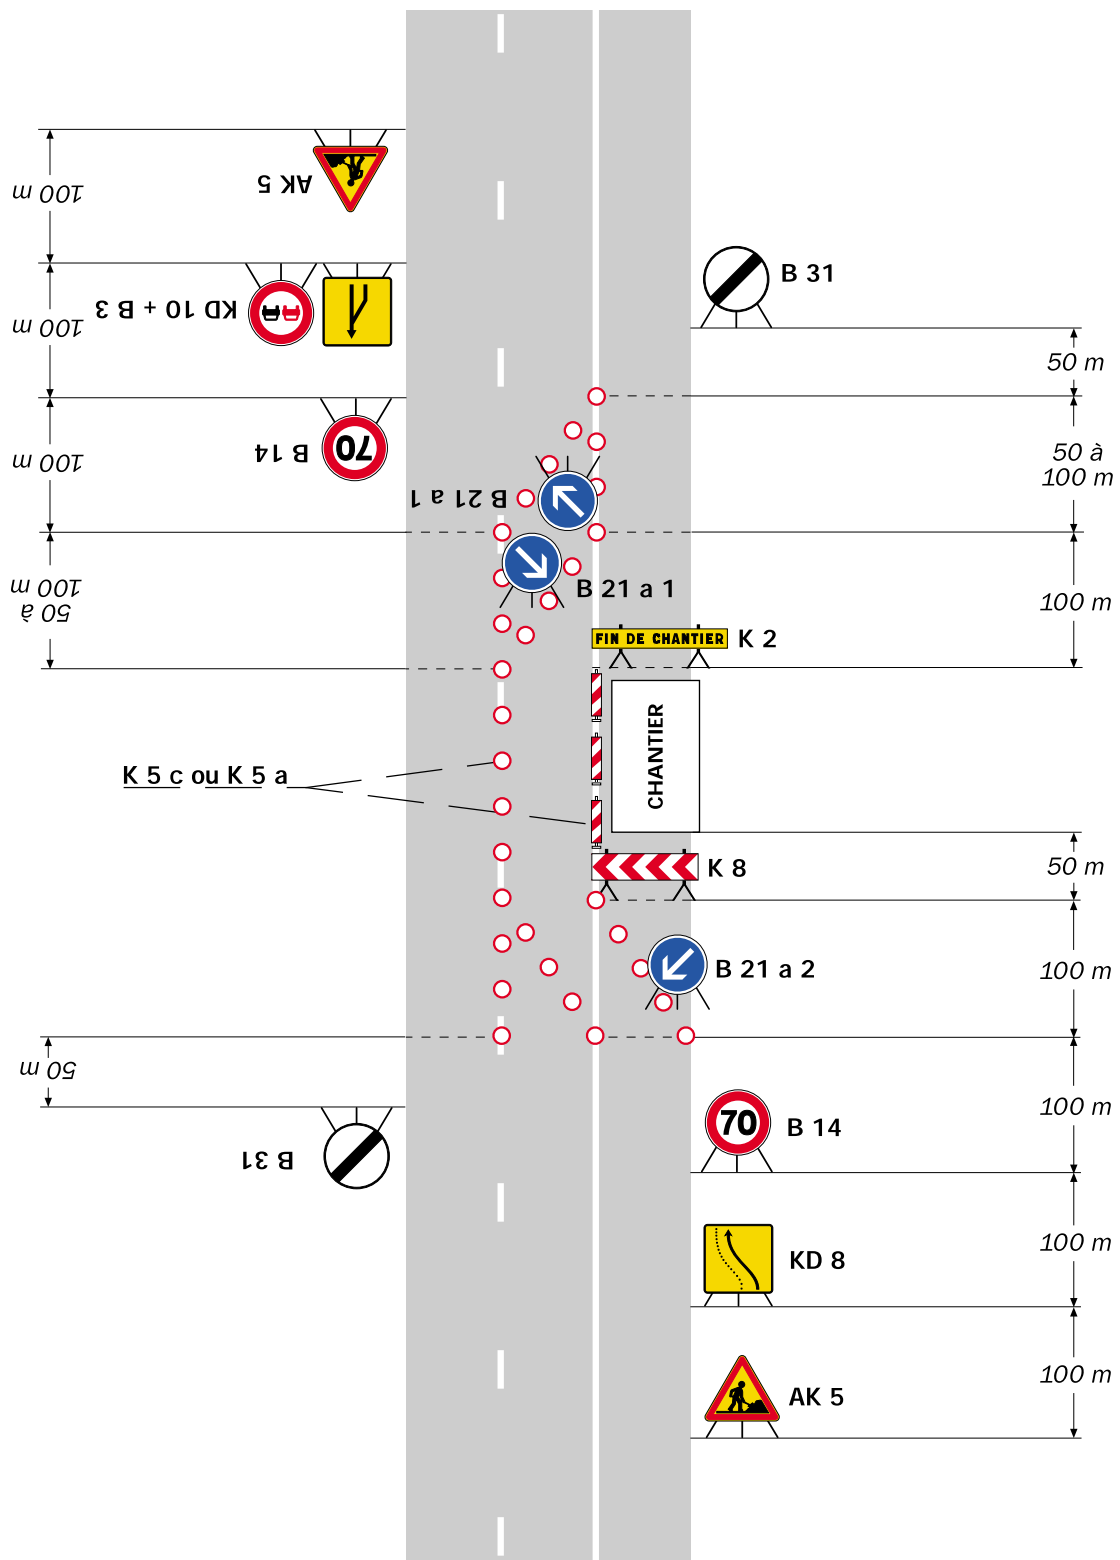 AK 5
100 m
KD 10 + B 3
100 m
B 31
50 m
70
B 14
100 m
50 à
100 m
B 21 a 1
B 21 a 1
50 à
100 m
100 m
FIN DE CHANTIER
K 2
CHANTIER
K 5 c ou K 5 a
K 8
50 m
B 21 a 2
100 m
50 m
70
B 14
100 m
B 31
KD 8
100 m
AK 5
100 m